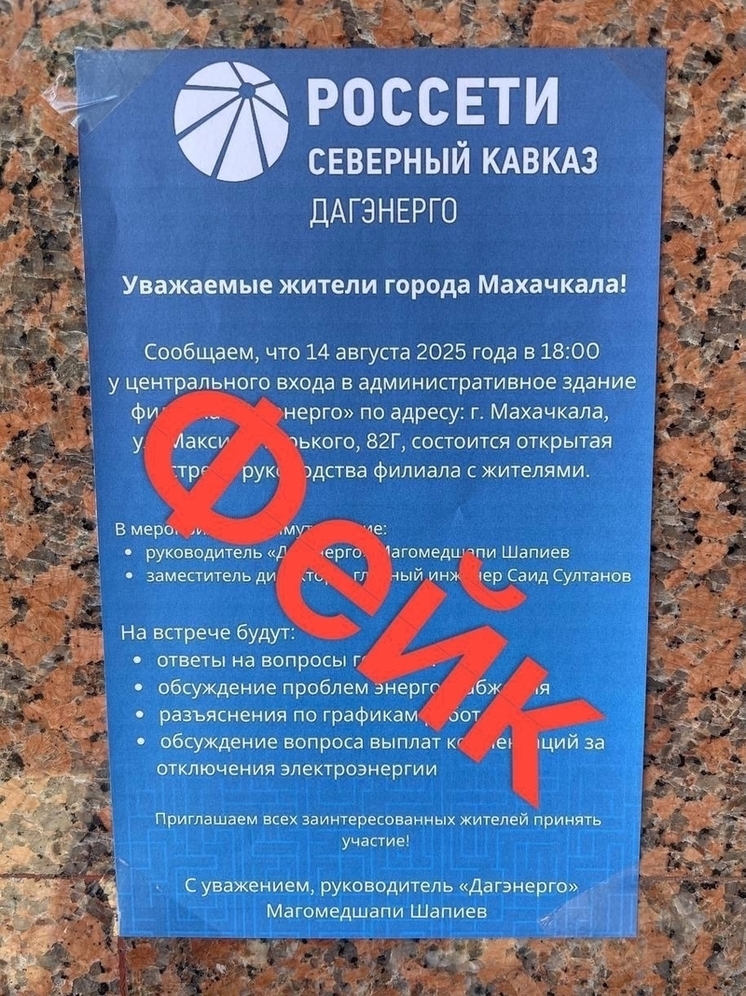 РОССЕТИ
СЕВЕРНЫЙ КАВКАЗ
ДАГЭНЕРГО
Уважаемые жители города Махачкала!
Сообщаем, что 14 августа 2025 года в 18:00
у центрального входа в административное здание
по адресу: г. Махачкала,
82Г, состоится открытая
филиала с жителями.
В
руководитель Магомедшапи Шапиев
• заместитель инженер Саид Султанов
На встрече будут:
• ответы на вопросы
• обсуждение проблем
• разъяснения по графикам
• обсуждение вопроса выплат за
отключения электроэнергии
Приглашаем всех заинтересованных жителей принять
участие!
С уважением, руководитель «Дагэнерго»
Магомедшапи Шапиев
Фейк